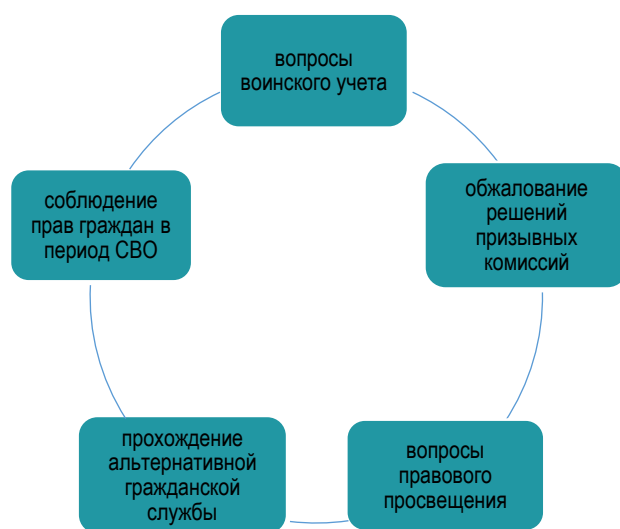 вопросы
воинского учета
обжалование
решений
призывных
комиссий
вопросы
правового
просвещения
прохождение
альтернативной
гражданской
службы
соблюдение
прав граждан в
период СВО